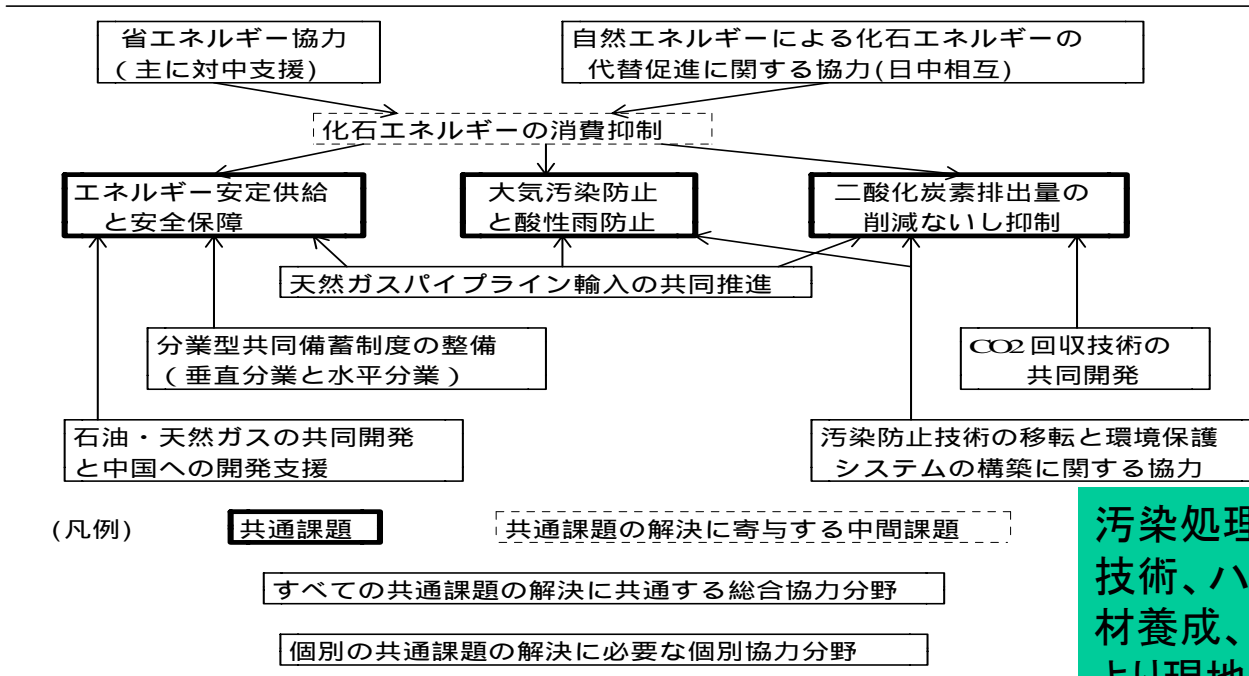 省エネルギー協力
(主に対中支援)
自然エネルギーによる化石エネルギーの
代替促進に関する協力(日中相互)
化石エネルギーの消費抑制
エネルギー安定供給
と安全保障
大気汚染防止
と酸性雨防止
二酸化炭素排出量の
削減ないし抑制
天然ガスパイプライン輸入の共同推進
分業型共同備蓄制度の整備
(垂直分業と水平分業)
CO2回収技術の
共同開発
石油・天然ガスの共同開発
と中国への開発支援
汚染防止技術の移転と環境保護
システムの構築に関する協力
(凡例)
共通課題
共通課題の解決に寄与する中間課題
すべての共通課題の解決に共通する総合協力分野
個別の共通課題の解決に必要な個別協力分野
汚染処理
技術、ハ
材養成、
より現地